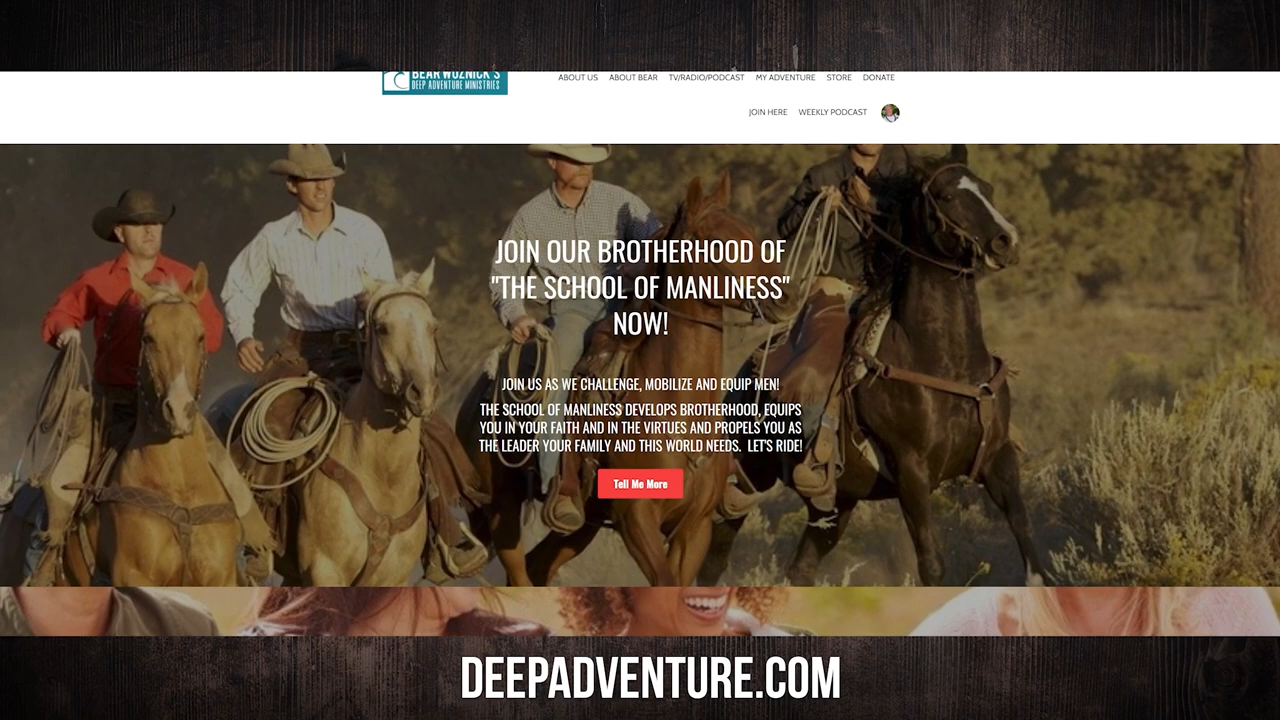 BEAR WOZNICK'S
DEEP ADVENTURE MINISTRIES
ABOUT US ABOUT BEAR TV/RADIO/PODCAST MY ADVENTURE STORE DONATE
JOIN HERE WEEKLY PODCAST
JOIN OUR BROTHERHOOD OF
"THE SCHOOL OF MANLINESS"
NOW!
JOIN US AS WE CHALLENGE, MOBILIZE AND EQUIP MEN!
THE SCHOOL OF MANLINESS DEVELOPS BROTHERHOOD, EQUIPS
YOU IN YOUR FAITH AND IN THE VIRTUES AND PROPELS YOU AS
THE LEADER YOUR FAMILY AND THIS WORLD NEEDS. LET'S RIDE!
Tell Me More
DEEPADVENTURE.COM